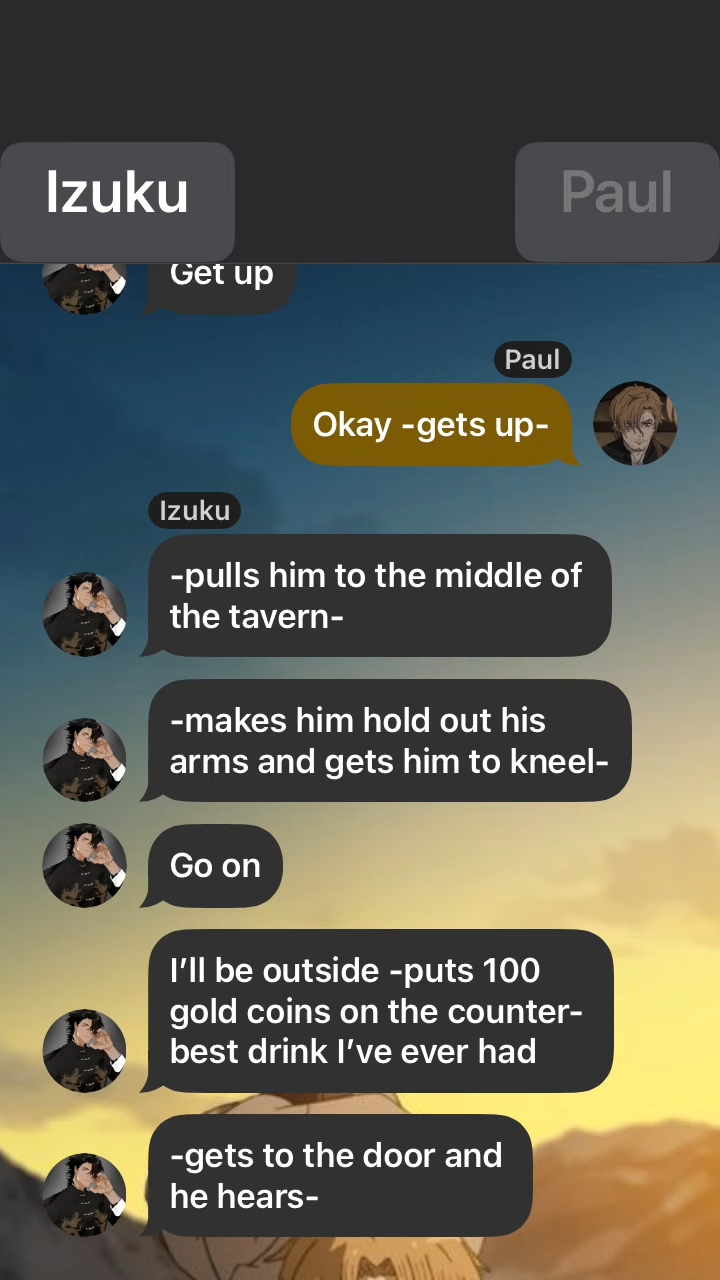 Izuku
Paul
Get up
Paul
Okay -gets up-
Izuku
-pulls him to the middle of
the tavern-
-makes him hold out his
arms and gets him to kneel-
Go on
I’ll be outside -puts 100
gold coins on the counter-
best drink I’ve ever had
-gets to the door and
he hears-